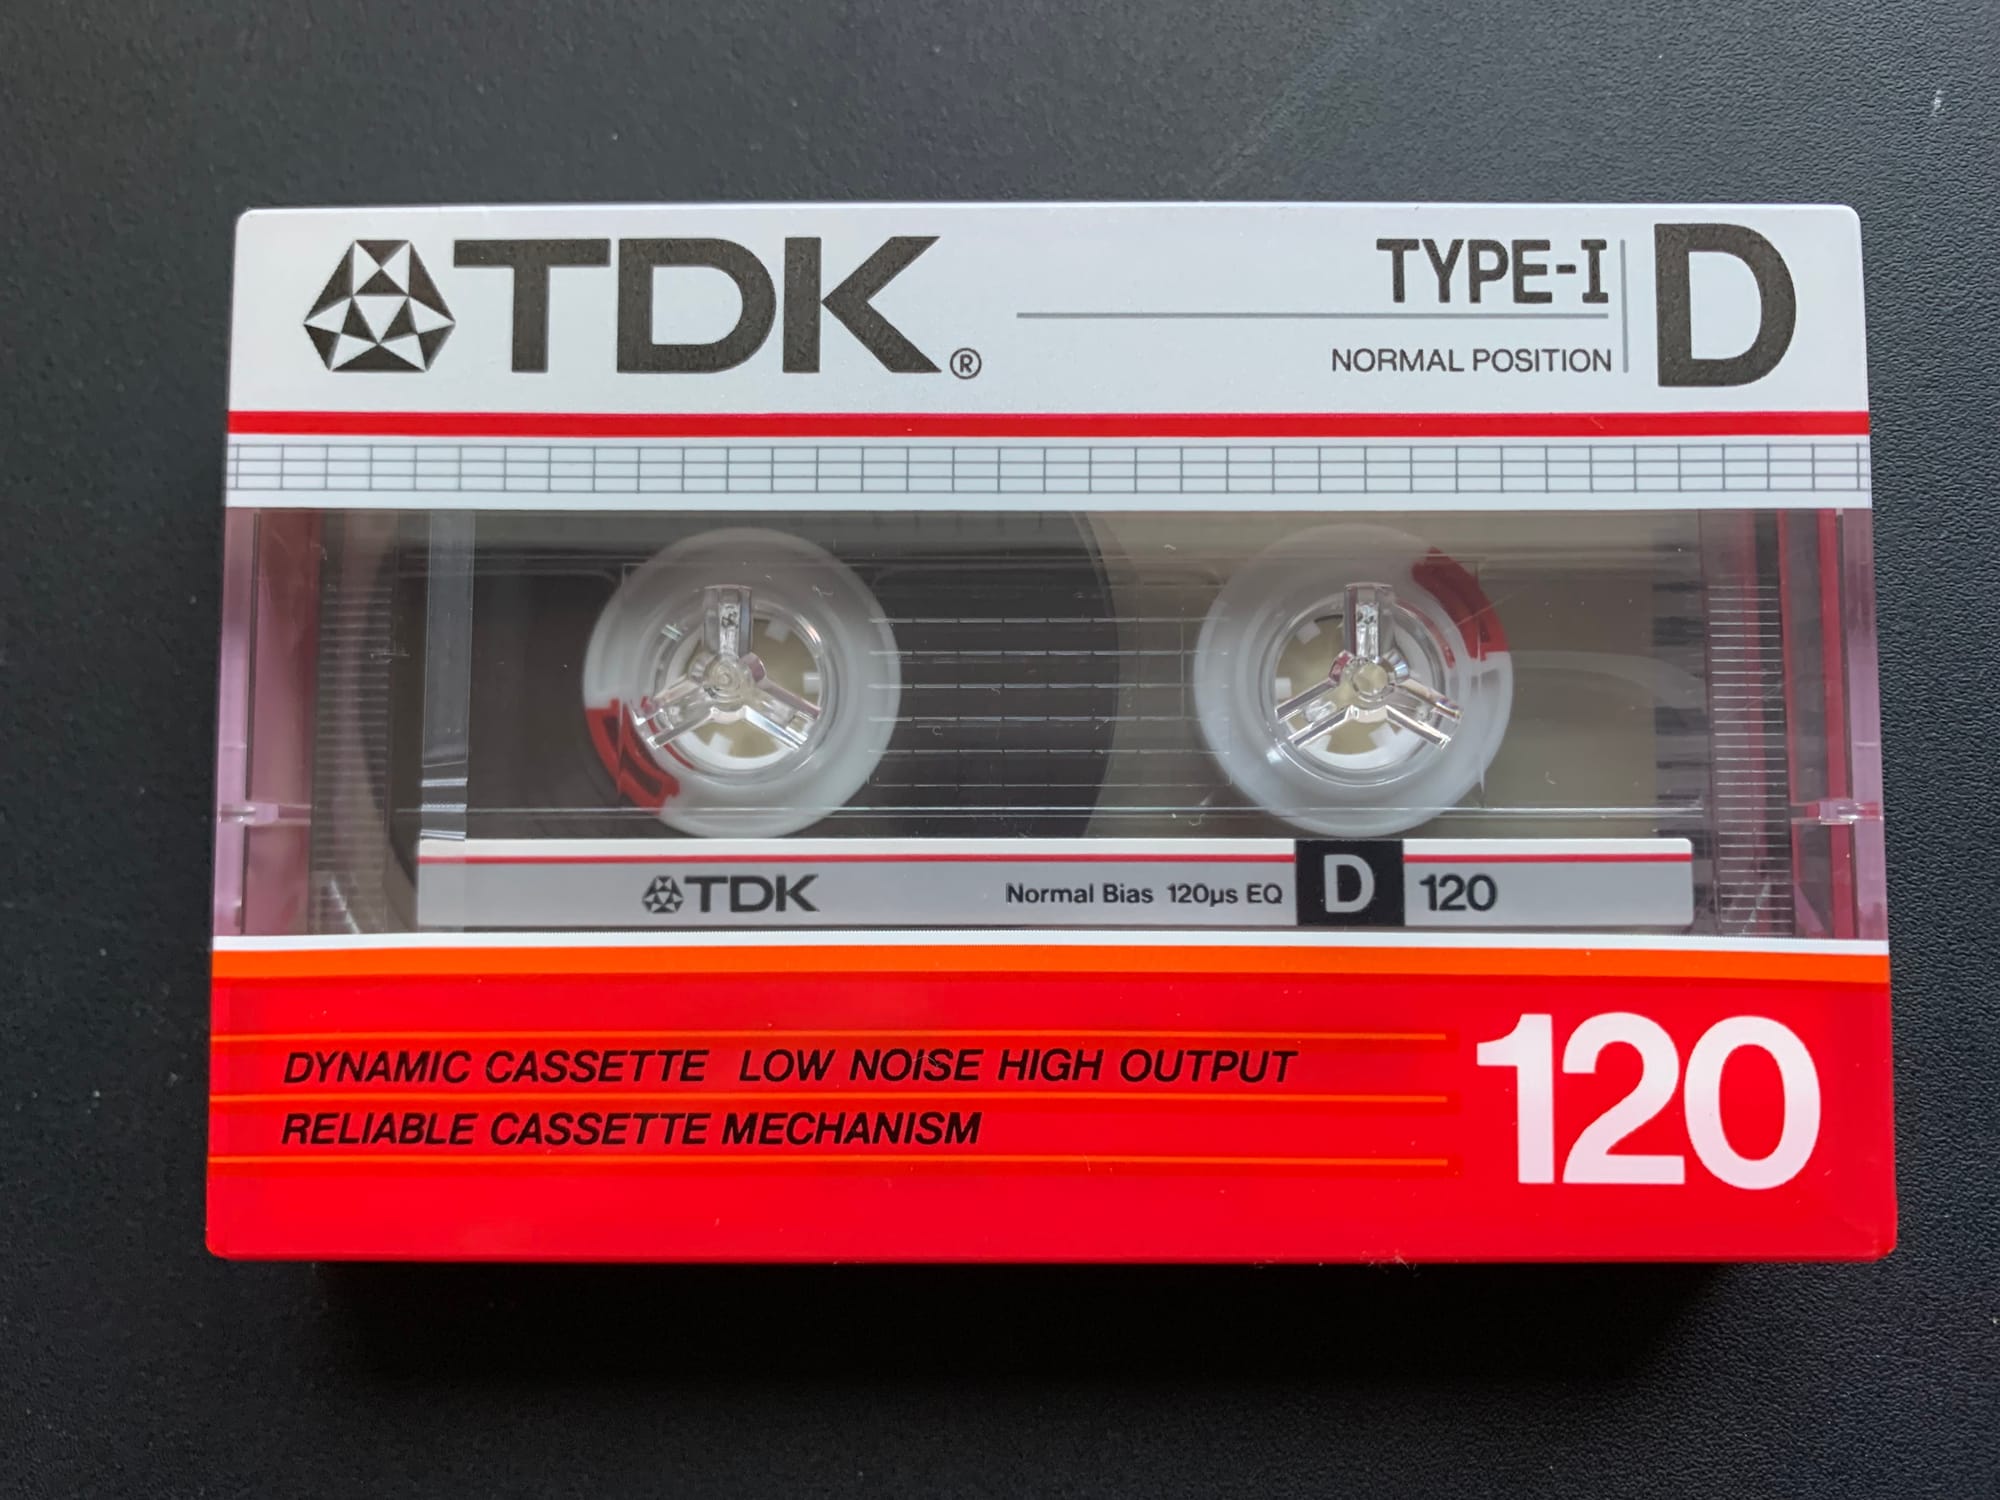 TDK®
TYPE-I
NORMAL POSITION
D
TDK
Normal Bias 120µs EQ
D
120
DYNAMIC CASSETTE LOW NOISE HIGH OUTPUT
RELIABLE CASSETTE MECHANISM
120